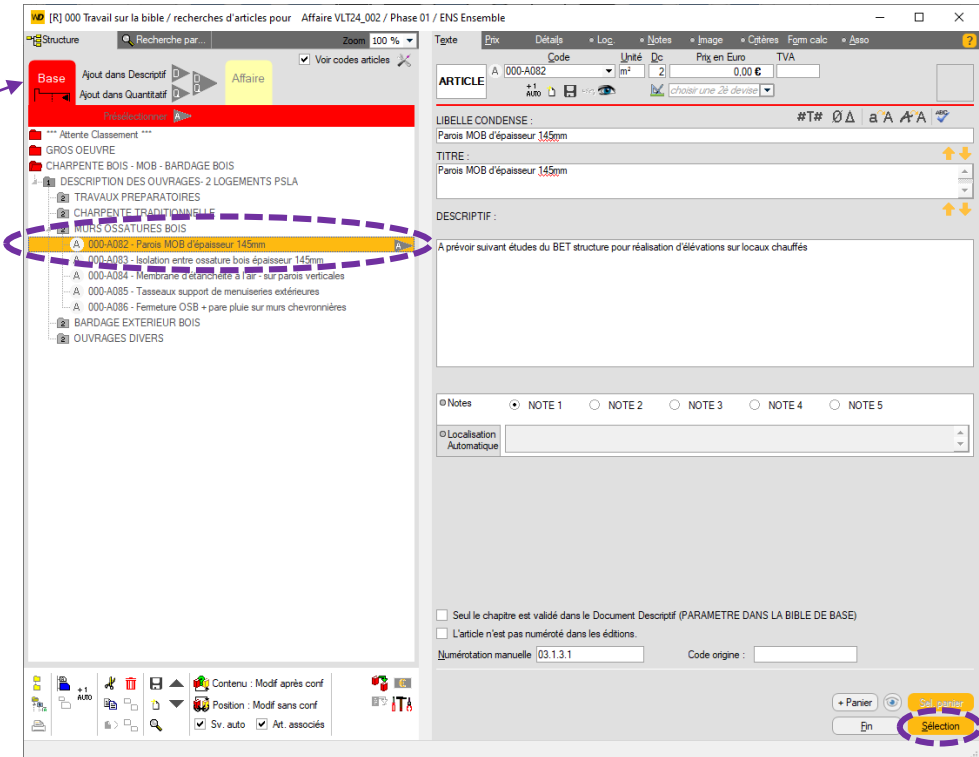 [R] 000 Travail sur la bible / recherches d'articles pour Affaire VLT24_002 / Phase 01 / ENS Ensemble
Structure
Recherche par...
Zoom 100 %
Voir codes articles
Base
Ajout dans Descriptif
Ajout dans Quantitatif
Affaire
Présélectionner
*** Attente Classement ***
GROS OEUVRE
CHARPENTE BOIS - MOB - BARDAGE BOIS
DESCRIPTION DES OUVRAGES- 2 LOGEMENTS PSLA
TRAVAUX PREPARATOIRES
CHARPENTE TRADITIONNELLE
MURS OSSATURES BOIS
000-A082 - Parois MOB d'épaisseur 145mm
000-A083 - Isolation entre ossature bois épaisseur 145mm
000-A084 - Membrane d'étanchéité à l'air - sur parois verticales
000-A085 - Tasseaux support de menuiseries extérieures
000-A086 - Fermeture OSB + pare pluie sur murs chevronnières
BARDAGE EXTERIEUR BOIS
OUVRAGES DIVERS
+1 AUTO
Contenu : Modif après conf
Position : Modif sans conf
Sv. auto
Art. associés
Texte Prix Détails Loc. Notes Image Critères Form calc Asso ?
ARTICLE
Code Unité Dc Prix en Euro TVA
A 000-A082 m² 2 0,00 €
+1 AUTO
choisir une 2è devise
LIBELLE CONDENSE :
#T# Ø Δ a A A A ABC
Parois MOB d'épaisseur 145mm
TITRE :
Parois MOB d'épaisseur 145mm
DESCRIPTIF :
A prévoir suivant études du BET structure pour réalisation d'élévations sur locaux chauffés
Notes NOTE 1 NOTE 2 NOTE 3 NOTE 4 NOTE 5
Localisation
Automatique
Seul le chapitre est validé dans le Document Descriptif (PARAMETRE DANS LA BIBLE DE BASE)
L'article n'est pas numéroté dans les éditions.
Numérotation manuelle 03.1.3.1 Code origine :
+ Panier
Sel. panier
Fin
Sélection